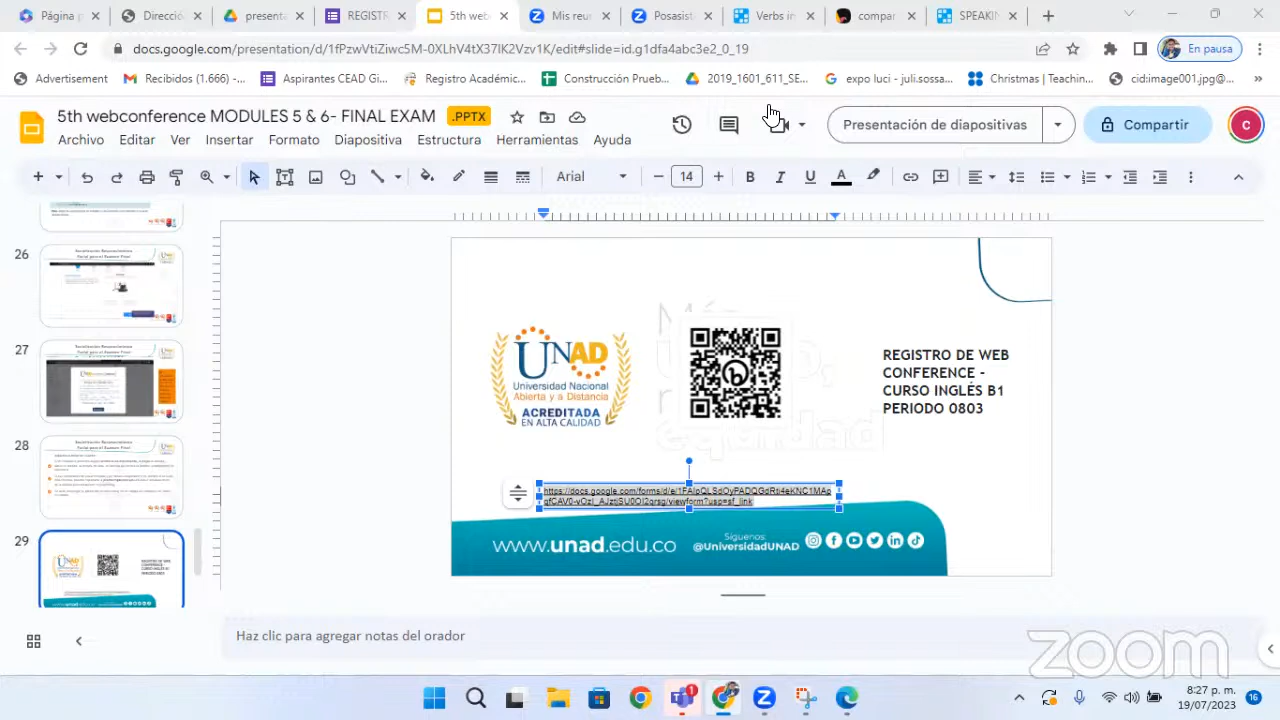 Página p
Direcció
present
REGISTR
5th web
Mis reu
Posasist
Verbs in
compar
SPEAKIN
docs.google.com/presentation/d/1fPzwVtiZiwcSM-0XLhV4tX37IK2Vzv1K/edit#slide=id.g1dfa4abc3e2_0_19
En pausa
Advertisement
Recibidos (1.666) -...
Aspirantes CEAD Gi...
Registro Académic...
Construcción Prueb...
2019_1601_611_SE...
expo luci - juli.sossa...
Christmas | Teachin...
cid:image001.jpg@...
5th webconference MODULES 5 & 6- FINAL EXAM
.PPTX
Presentación de diapositivas
Compartir
C
Archivo Editar Ver Insertar Formato Diapositiva Organizar Herramientas Ayuda
Arial
14
26
27
28
29
UNAD
Universidad Nacional
Abierta y a Distancia
ACREDITADA
EN ALTA CALIDAD
REGISTRO DE WEB
CONFERENCE -
CURSO INGLÉS B1
PERIODO 0803
www.unad.edu.co
Síguenos:
@UniversidadUNAD
Haz clic para agregar notas del orador
zoom
8:27 p. m.
19/07/2023
16